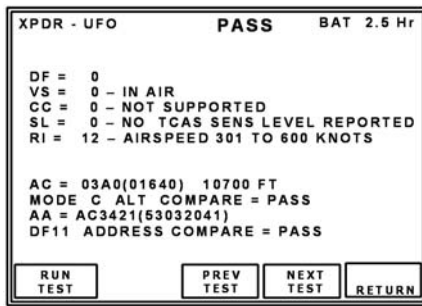 XPDR - UFO PASS BAT 2.5 Hr
DF = 0
VS = 0 – IN AIR
CC = 0 – NOT SUPPORTED
SL = 0 – NO TCAS SENS LEVEL REPORTED
RI = 12 – AIRSPEED 301 TO 600 KNOTS
AC = 03A0(01640) 10700 FT
MODE C ALT COMPARE = PASS
AA = AC3421(53032041)
DF11 ADDRESS COMPARE = PASS
RUN TEST
PREV TEST
NEXT TEST
RETURN